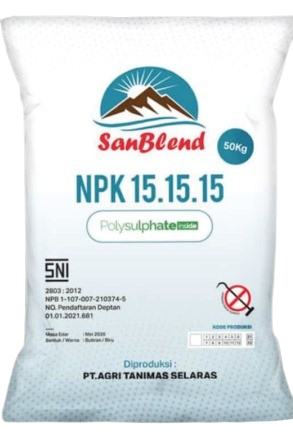 SanBlend
50Kg
NPK 15.15.15
Polysulphate inside
SNI
2803 : 2012
NPB 1-107-007-210374-5
NO. Pendaftaran Deptan
01.01.2021.681
Masa Edar : Mei 2026
Bentuk / Warna : Butiran / Biru
KODE PRODUKSI
Diproduksi :
PT.AGRI TANIMAS SELARAS